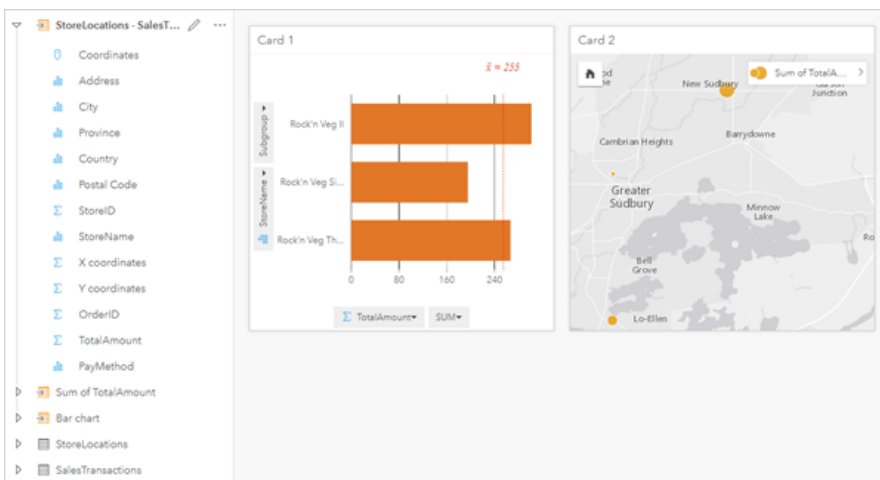 StoreLocations - SalesT...
Coordinates
Address
City
Province
Country
Postal Code
StoreID
StoreName
X coordinates
Y coordinates
OrderID
TotalAmount
PayMethod
Sum of TotalAmount
Bar chart
StoreLocations
SalesTransactions
Card 1
x̄ = 255
Subgroup
StoreName
Rock'n Veg II
Rock'n Veg Si...
Rock'n Veg Th...
0 80 160 240
TotalAmount
SUM
Card 2
Sum of TotalA...
New Sudbury
Junction
Cambrian Heights
Barrydowne
Greater
Sudbury
Minnow
Lake
Ro
Bell
Grove
Lo-Ellen